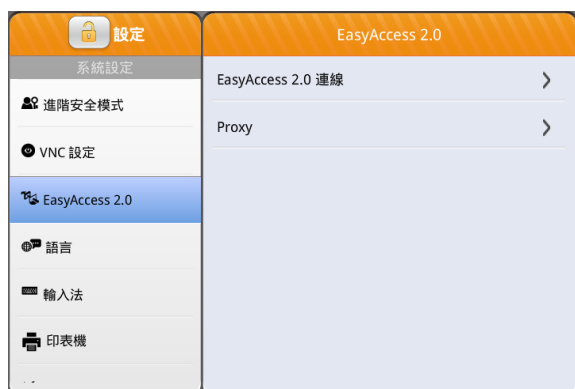 設定
系統設定
進階安全模式
VNC 設定
EasyAccess 2.0
語言
輸入法
印表機
EasyAccess 2.0
EasyAccess 2.0 連線
Proxy